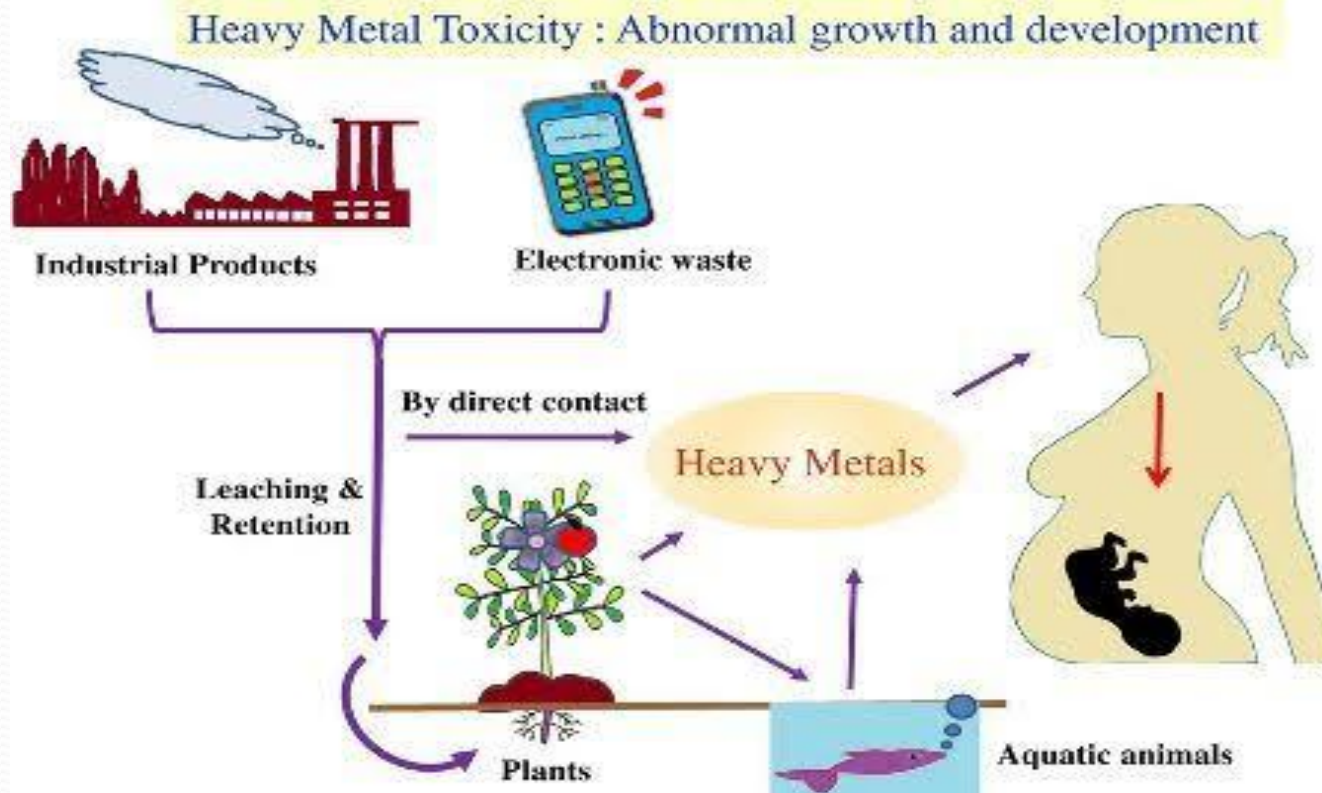 Heavy Metal Toxicity : Abnormal growth and development
Industrial Products
Electronic waste
By direct contact
Heavy Metals
Leaching &
Retention
Plants
Aquatic animals